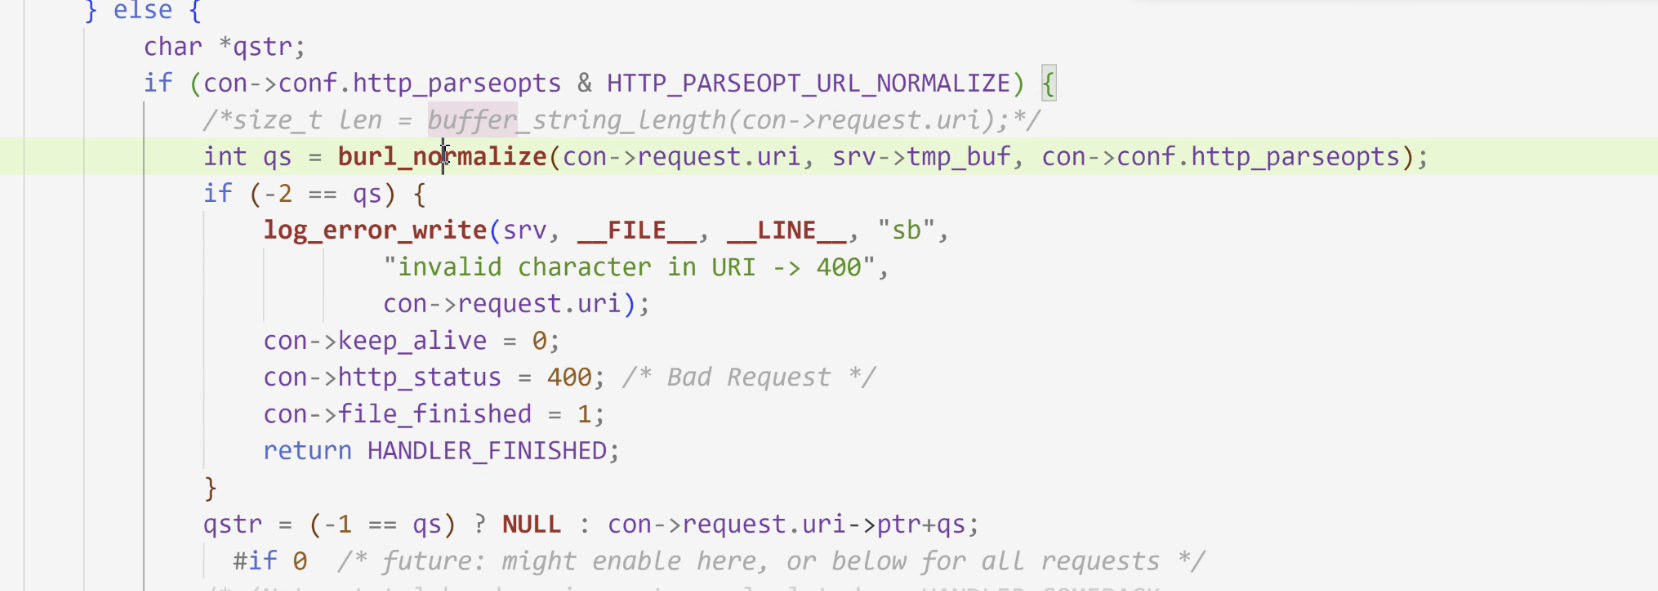 } else {
char *qstr;
if (con->conf.http_parseopts & HTTP_PARSEOPT_URL_NORMALIZE) {
/*size_t len = buffer_string_length(con->request.uri);*/
int qs = burl_normalize(con->request.uri, srv->tmp_buf, con->conf.http_parseopts);
if (-2 == qs) {
log_error_write(srv, __FILE__, __LINE__, "sb",
"invalid character in URI -> 400",
con->request.uri);
con->keep_alive = 0;
con->http_status = 400; /* Bad Request */
con->file_finished = 1;
return HANDLER_FINISHED;
}
qstr = (-1 == qs) ? NULL : con->request.uri->ptr+qs;
#if 0 /* future: might enable here, or below for all requests */